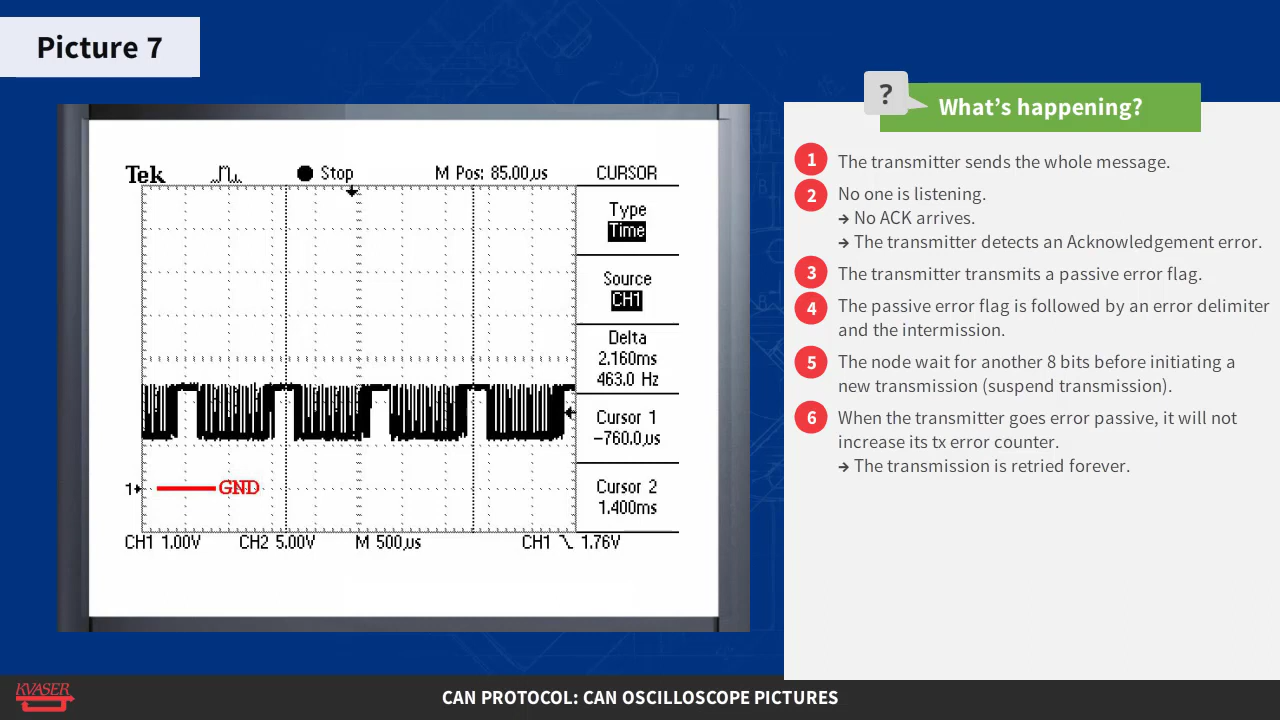 Picture 7
Tek
Stop
M Pos: 85.00µs
CURSOR
Type
Time
Source
CH1
Delta
2.160ms
463.0 Hz
Cursor 1
-760.0µs
Cursor 2
1.400ms
1
GND
CH1 1.00V
CH2 5.00V
M 500µs
CH1
1.76V
?
What's happening?
1 The transmitter sends the whole message.
2 No one is listening.
→ No ACK arrives.
→ The transmitter detects an Acknowledgement error.
3 The transmitter transmits a passive error flag.
4 The passive error flag is followed by an error delimiter
and the intermission.
5 The node wait for another 8 bits before initiating a
new transmission (suspend transmission).
6 When the transmitter goes error passive, it will not
increase its tx error counter.
→ The transmission is retried forever.
KVASER
CAN PROTOCOL: CAN OSCILLOSCOPE PICTURES